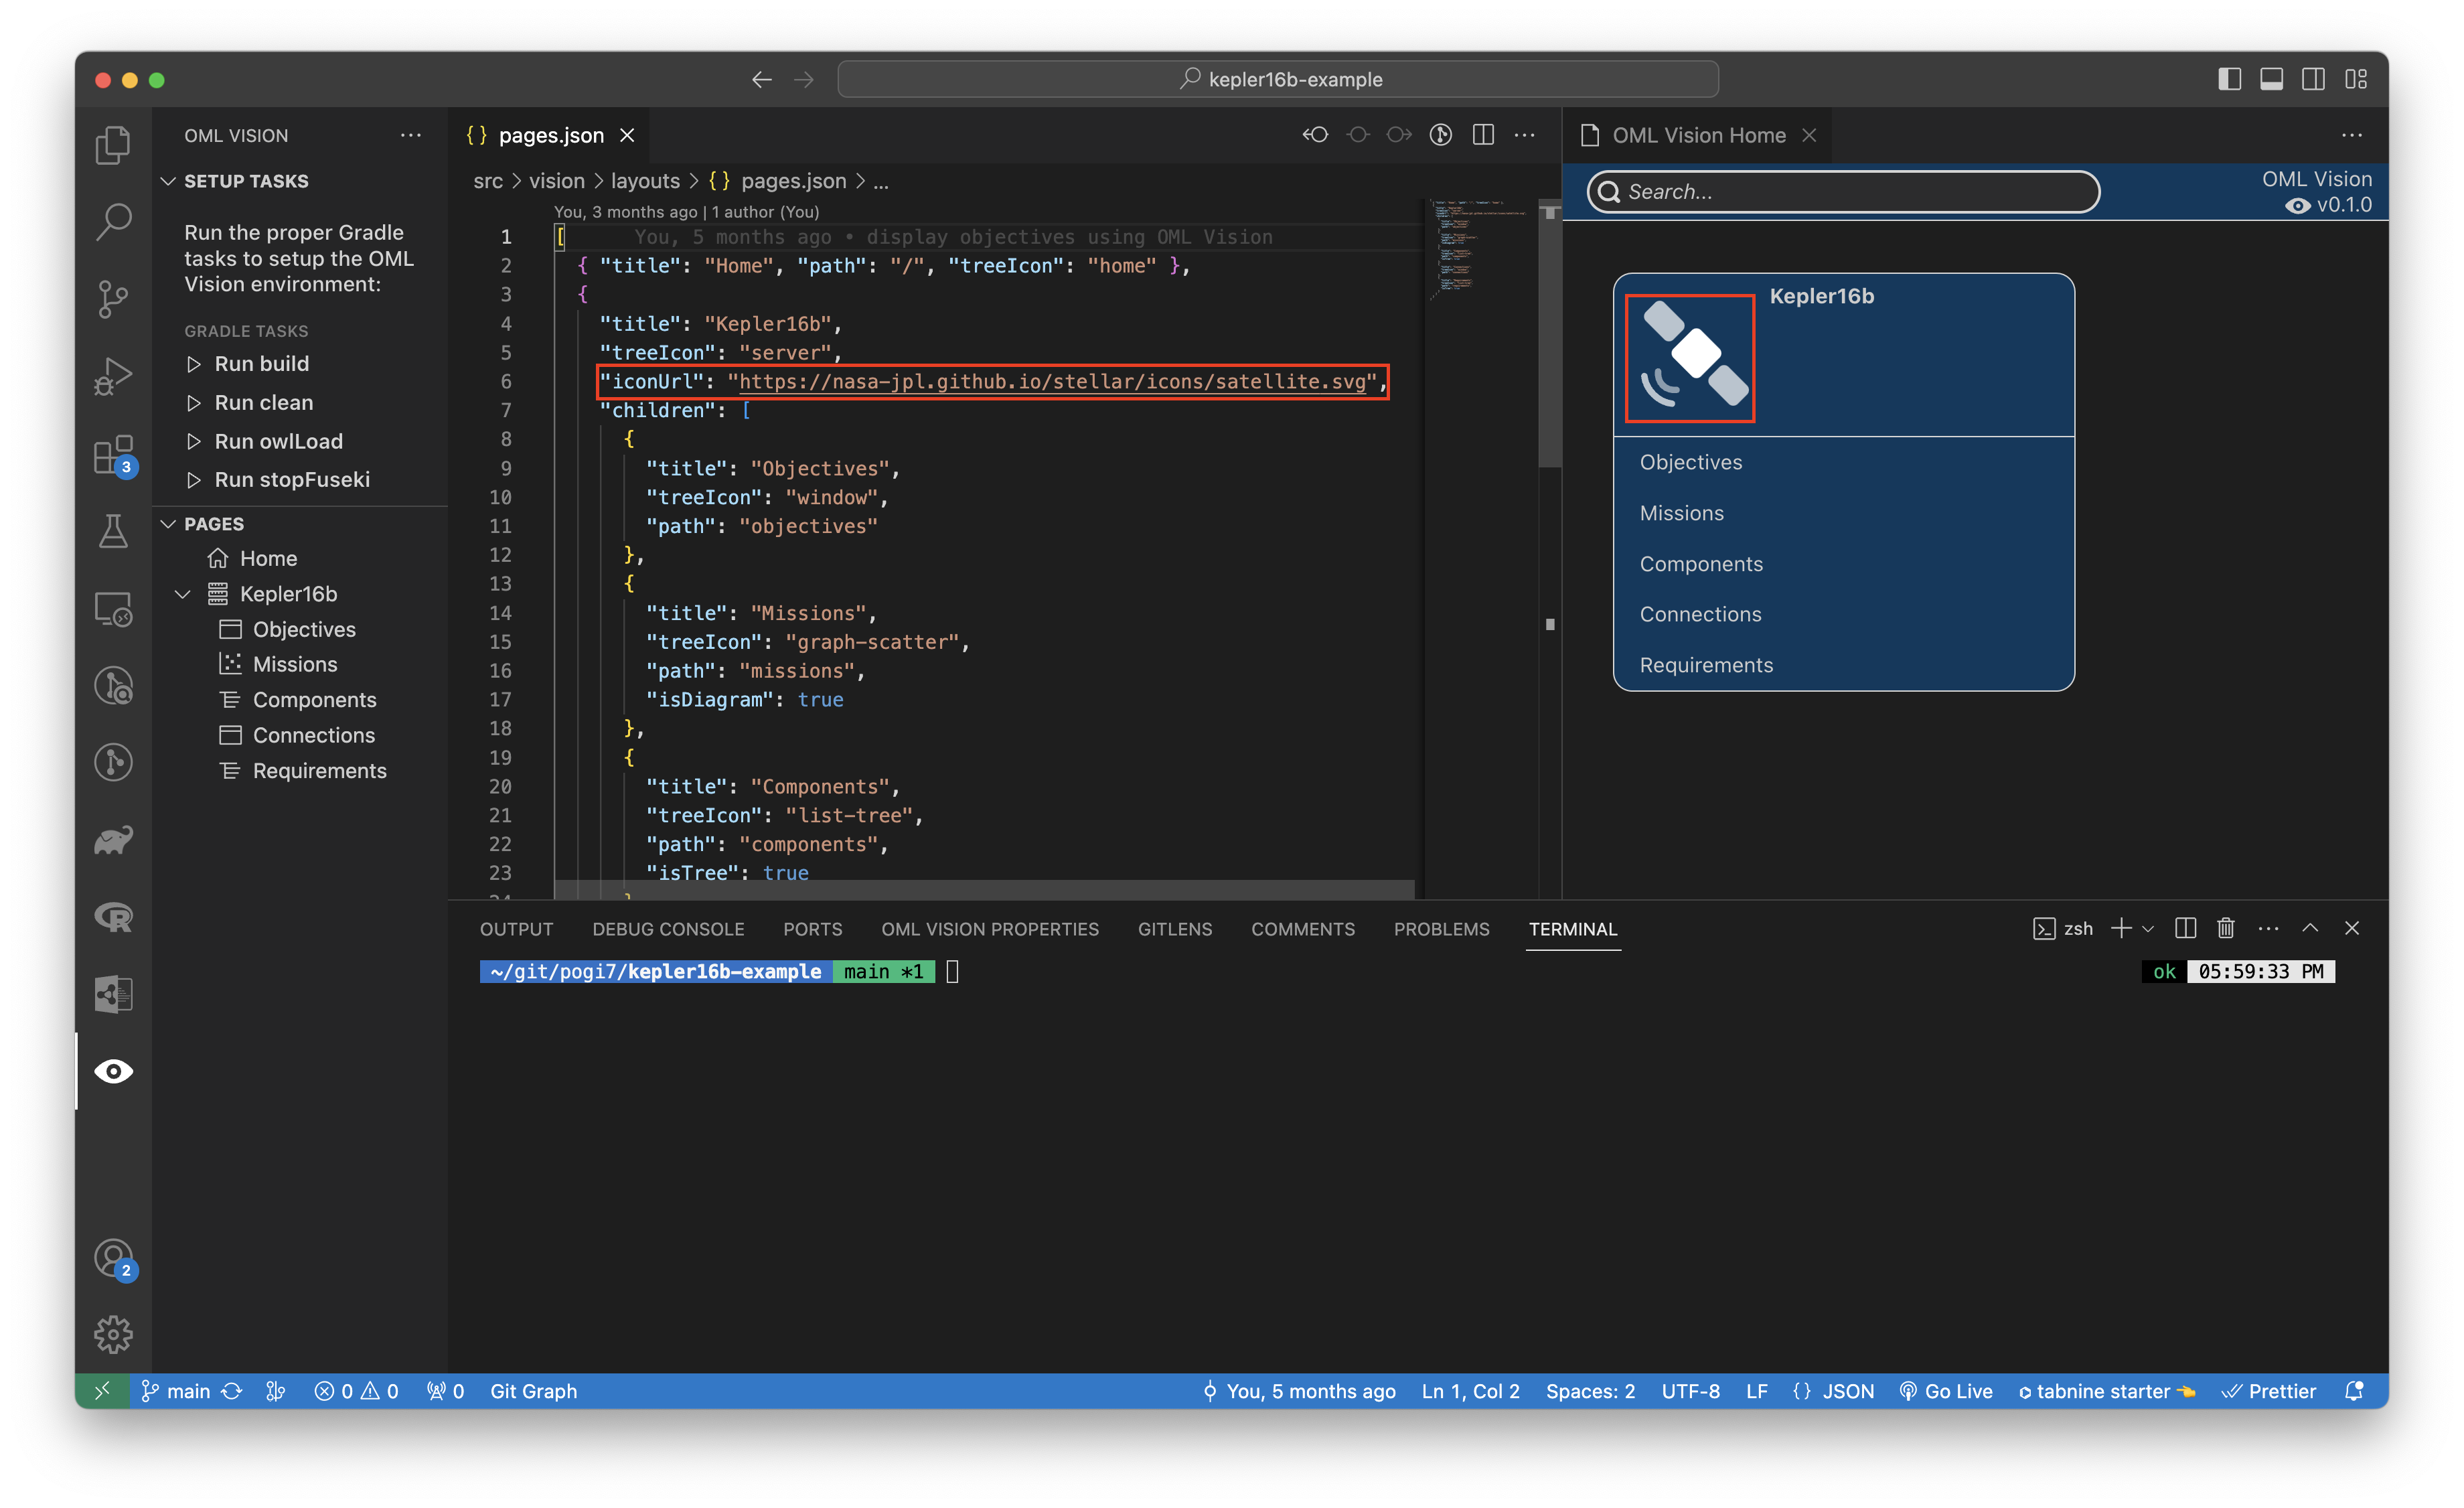 kepler16b-example
OML VISION
SETUP TASKS
Run the proper Gradle
tasks to setup the OML
Vision environment:
GRADLE TASKS
Run build
Run clean
Run owlLoad
Run stopFuseki
PAGES
Home
Kepler16b
Objectives
Missions
Components
Connections
Requirements
3
2
{ } pages.json
src > vision > layouts > { } pages.json > ...
You, 3 months ago | 1 author (You)
1 [ You, 5 months ago • display objectives using OML Vision
2 { "title": "Home", "path": "/", "treeIcon": "home" },
3 {
4 "title": "Kepler16b",
5 "treeIcon": "server",
6 "iconUrl": "https://nasa-jpl.github.io/stellar/icons/satellite.svg",
7 "children": [
8 {
9 "title": "Objectives",
10 "treeIcon": "window",
11 "path": "objectives"
12 },
13 {
14 "title": "Missions",
15 "treeIcon": "graph-scatter",
16 "path": "missions",
17 "isDiagram": true
18 },
19 {
20 "title": "Components",
21 "treeIcon": "list-tree",
22 "path": "components",
23 "isTree": true
OML Vision Home
Search...
OML Vision
v0.1.0
Kepler16b
Objectives
Missions
Components
Connections
Requirements
OUTPUT DEBUG CONSOLE PORTS OML VISION PROPERTIES GITLENS COMMENTS PROBLEMS TERMINAL zsh
~/git/pogi7/kepler16b-example main *1 ok 05:59:33 PM
main 0 0 0 Git Graph You, 5 months ago Ln 1, Col 2 Spaces: 2 UTF-8 LF { } JSON Go Live tabnine starter Prettier